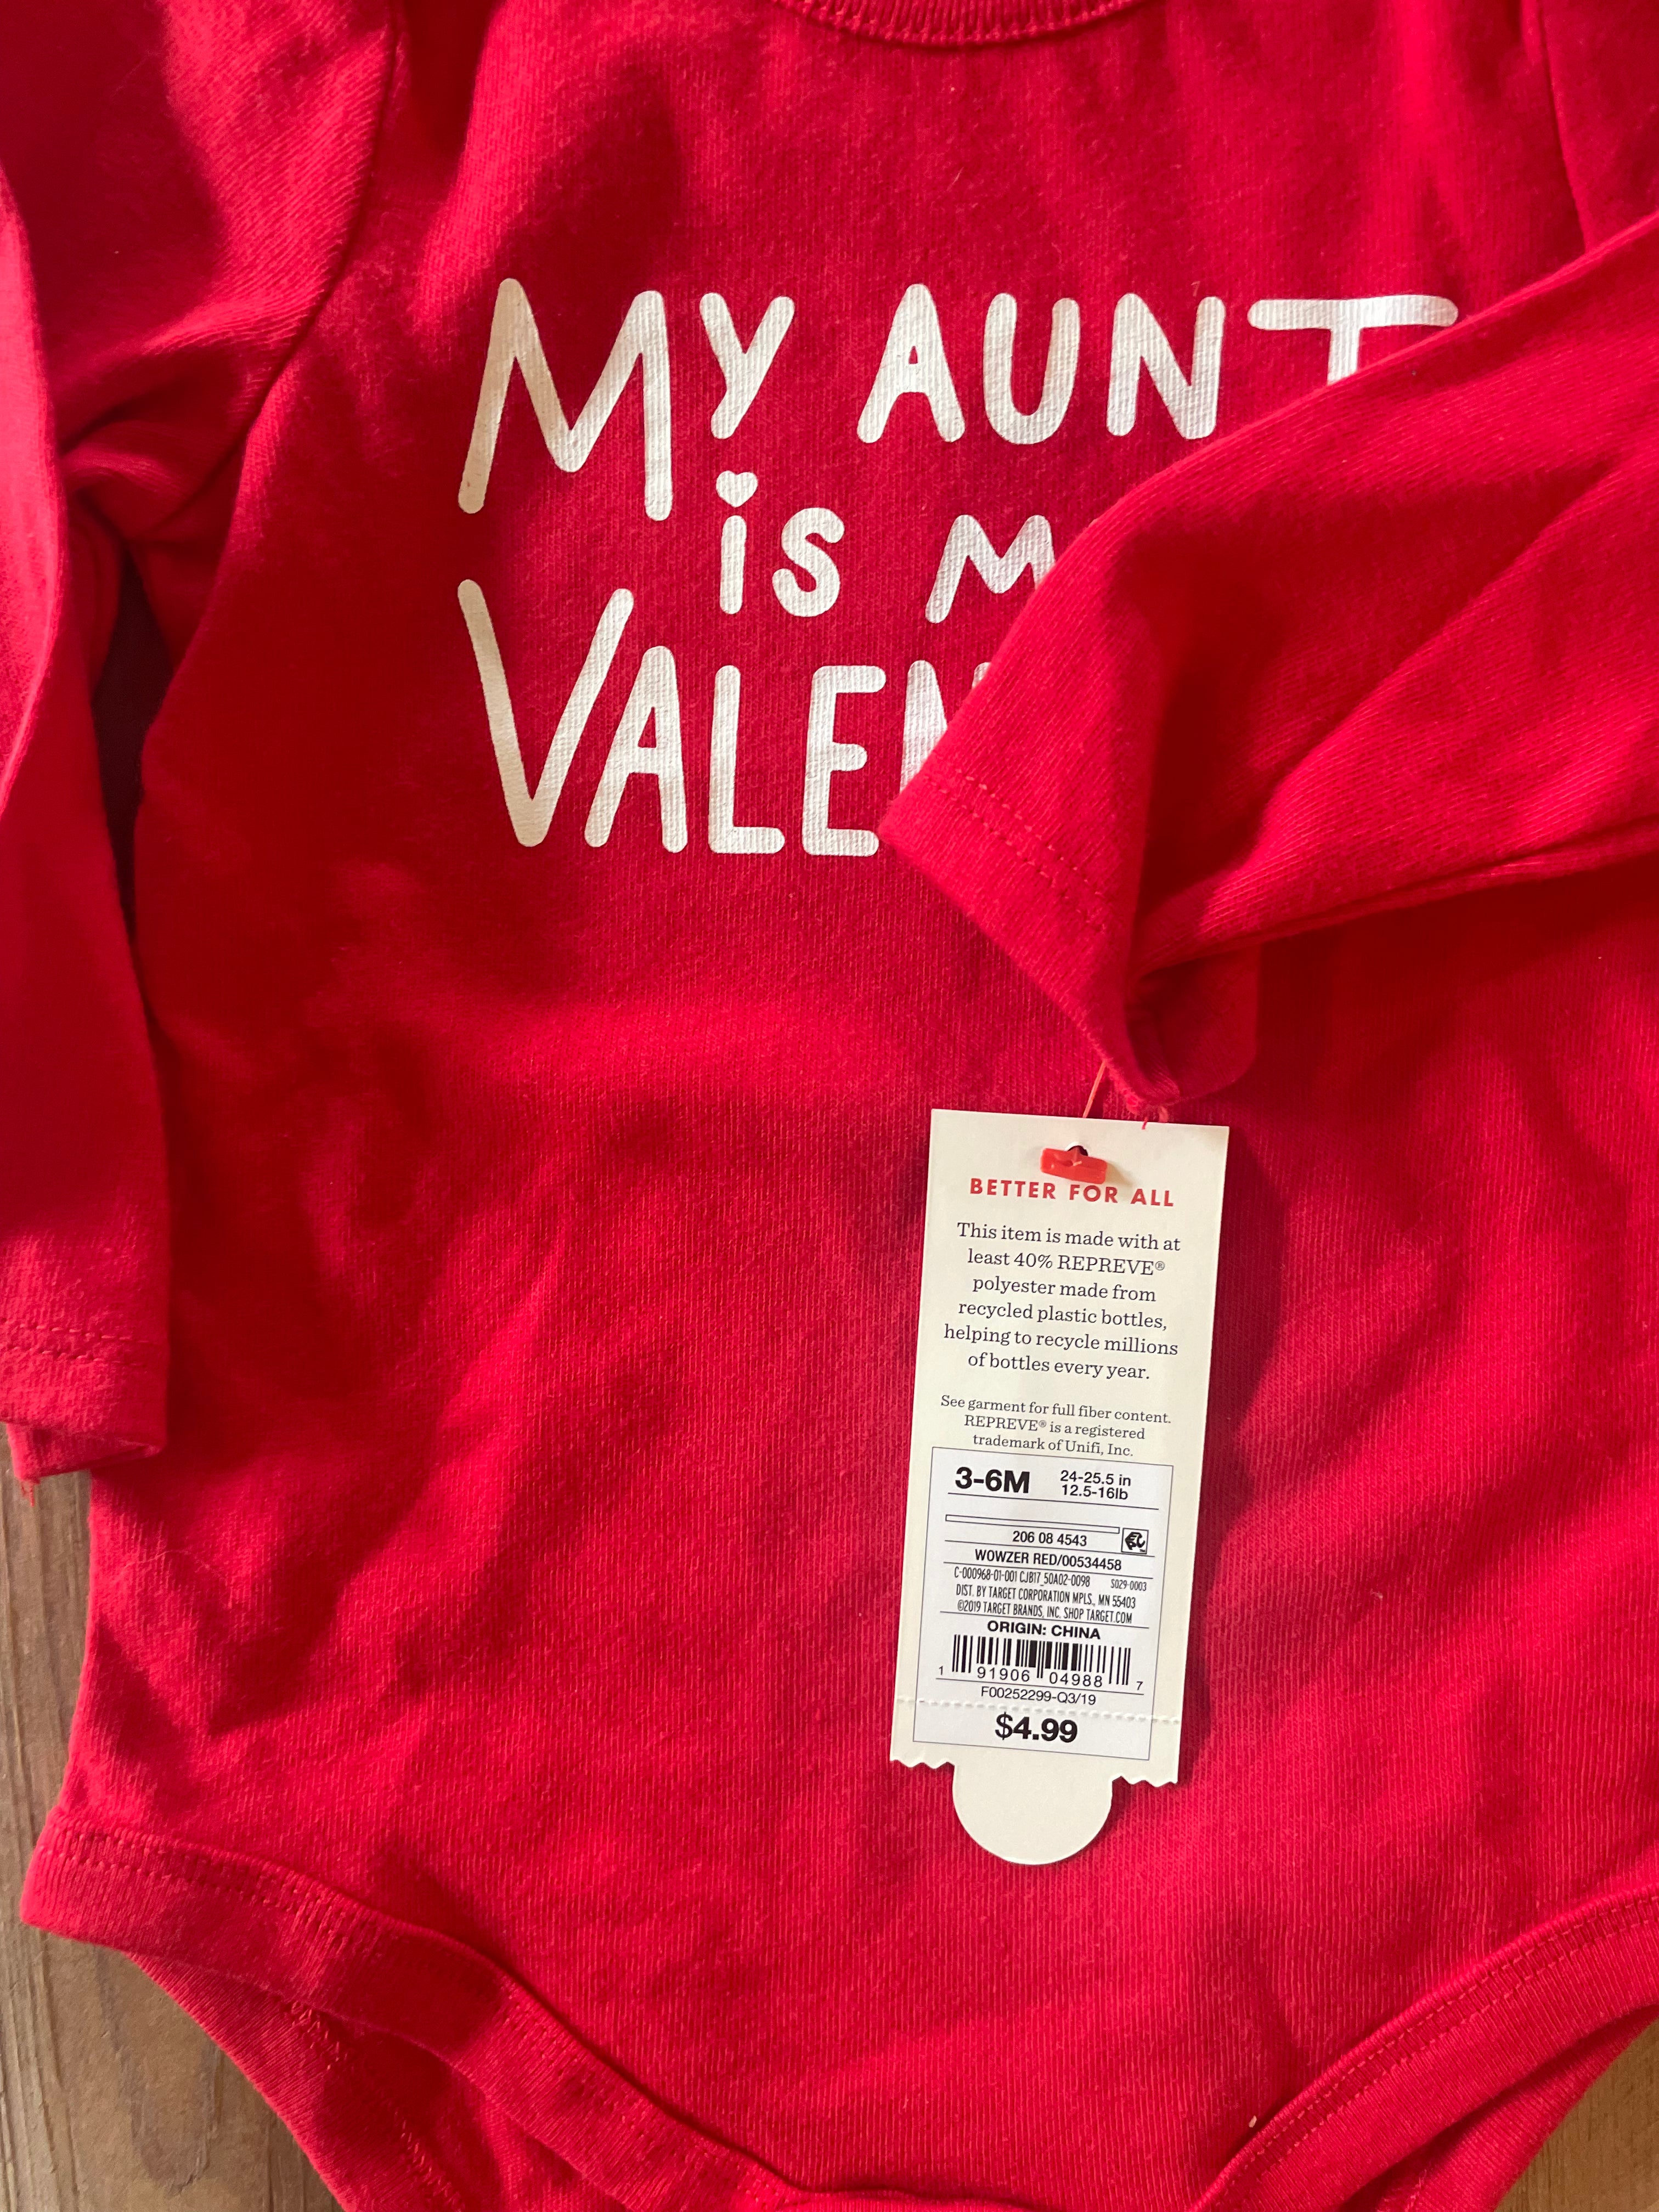 MY AUNT
is M
VALEN
BETTER FOR ALL
This item is made with at
least 40% REPREVE®
polyester made from
recycled plastic bottles,
helping to recycle millions
of bottles every year.
See garment for full fiber content.
REPREVE® is a registered
trademark of Unifi, Inc.
3-6M 24-25.5 in
12.5-16lb
206 08 4543
WOWZER RED/00534458
C-000968-01-001 CJB17_50A02-0098 5029-0003
DIST. BY TARGET CORPORATION MPLS., MN 55403
©2019 TARGET BRANDS, INC. SHOP TARGET.COM
ORIGIN: CHINA
1 91906 04988 7
F00252299-Q3/19
$4.99